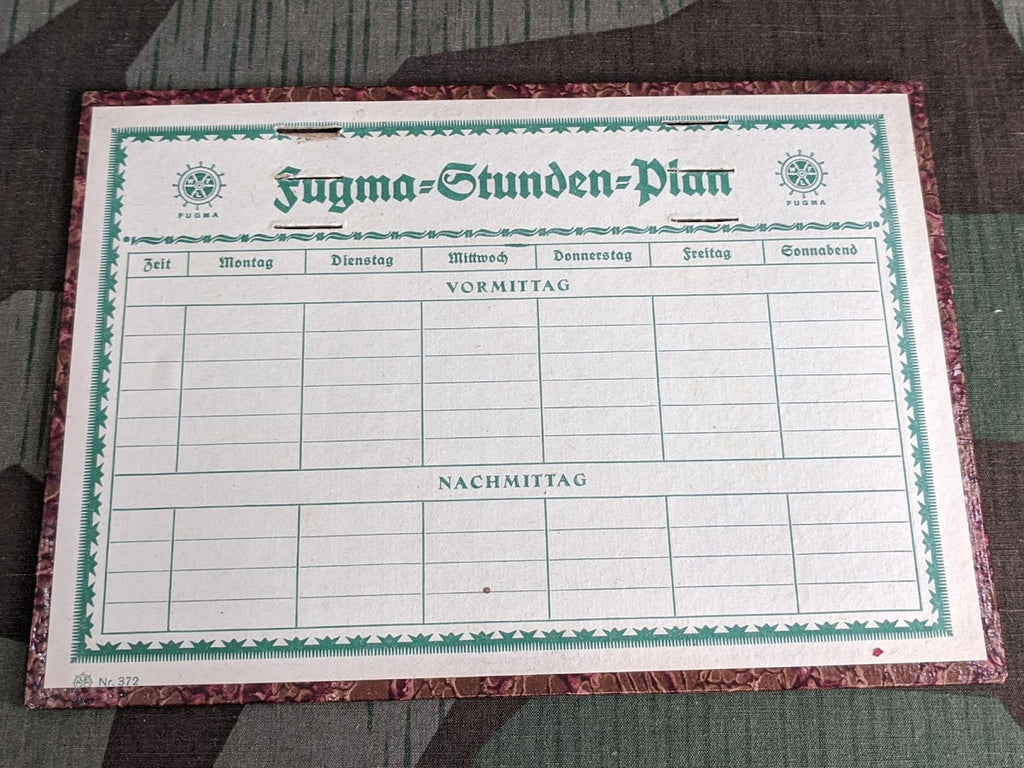 Fugma-Stunden-Plan
FUGMA
FUGMA
Zeit Montag Dienstag Mittwoch Donnerstag Freitag Sonnabend
VORMITTAG
NACHMITTAG
Nr. 372